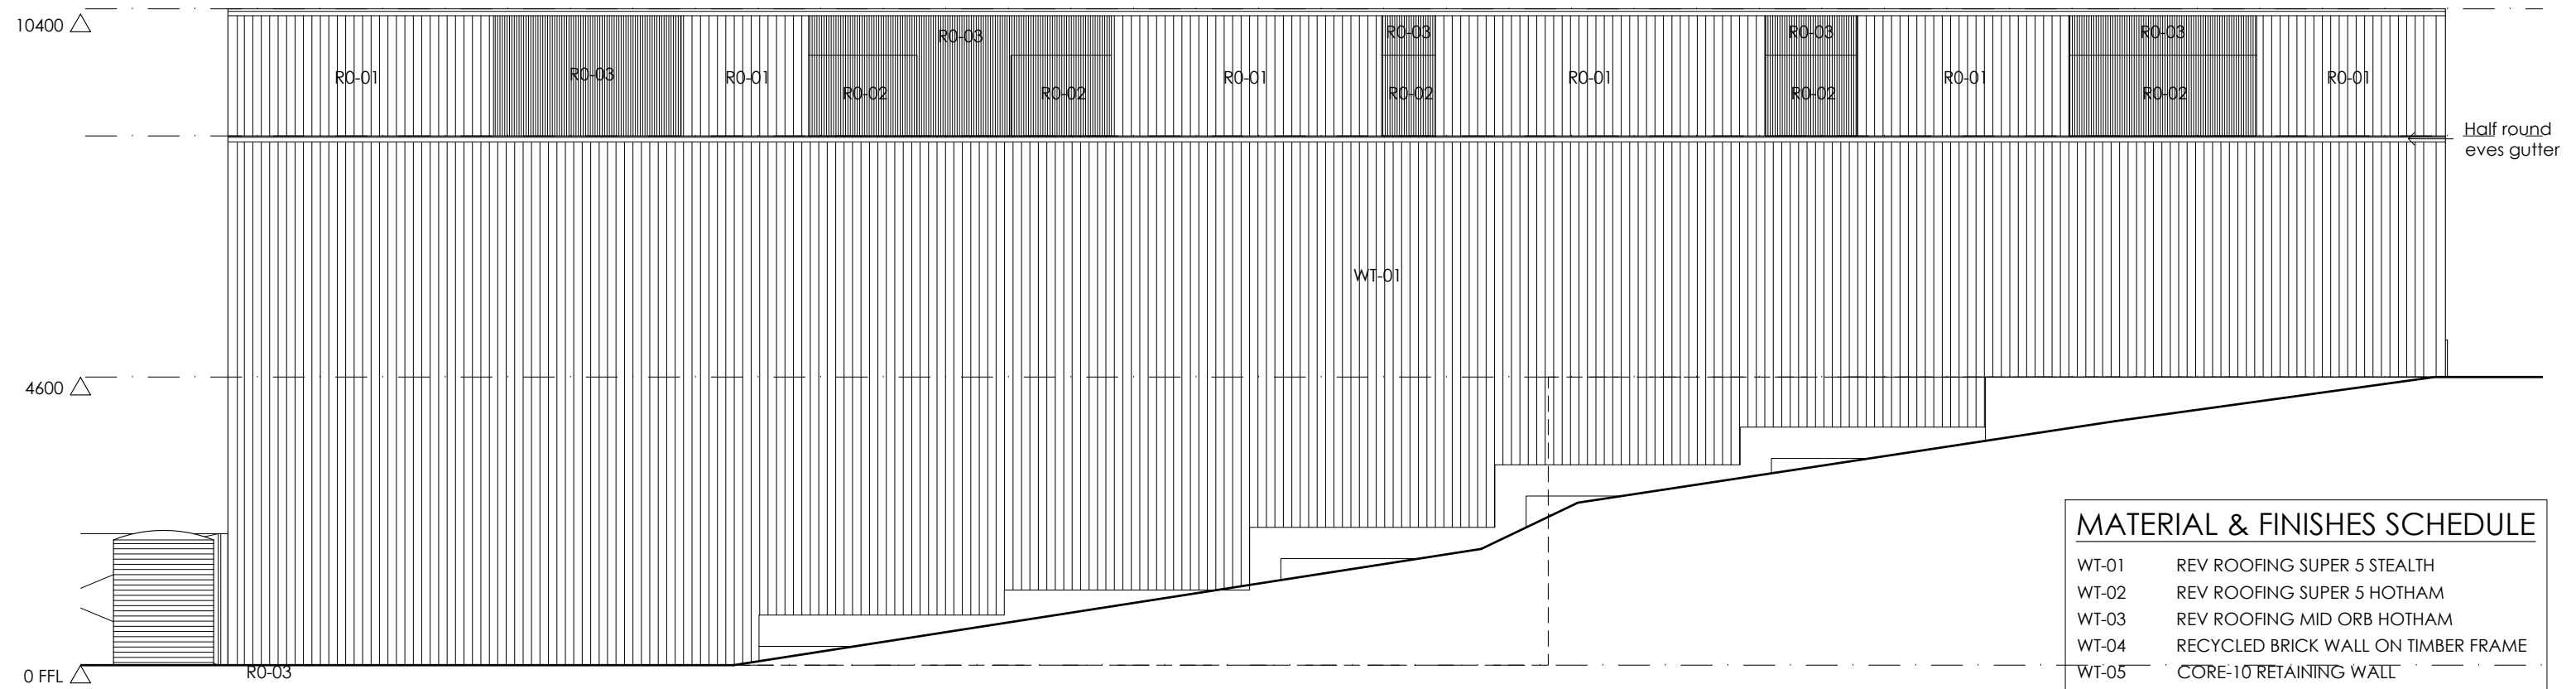 10400
R0-03
R0-03
R0-03
R0-03
R0-01
R0-03
R0-01
R0-01
R0-01
R0-01
R0-01
R0-02
R0-02
R0-02
R0-02
R0-02
Half round
eves gutter
WT-01
4600
MATERIAL & FINISHES SCHEDULE
WT-01 REV ROOFING SUPER 5 STEALTH
WT-02 REV ROOFING SUPER 5 HOTHAM
WT-03 REV ROOFING MID ORB HOTHAM
WT-04 RECYCLED BRICK WALL ON TIMBER FRAME
WT-05 CORE-10 RETAINING WALL
0 FFL
R0-03